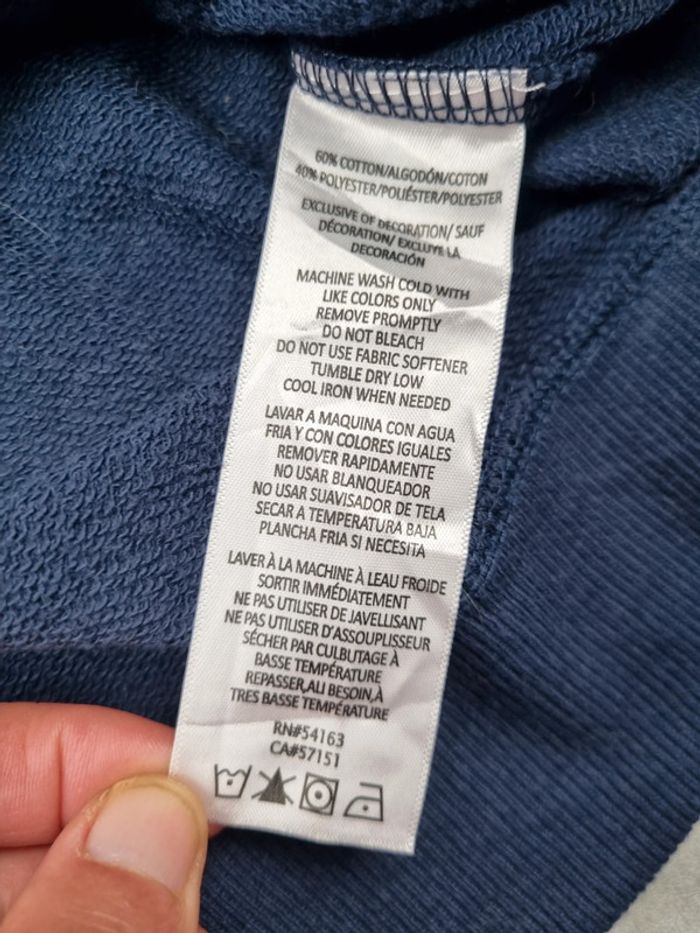 60% COTTON/ALGODÓN/COTON
40% POLYESTER/POLIÉSTER/POLYESTER
EXCLUSIVE OF DECORATION/ SAUF
DÉCORATION/ EXCLUYE LA
DECORACIÓN
MACHINE WASH COLD WITH
LIKE COLORS ONLY
REMOVE PROMPTLY
DO NOT BLEACH
DO NOT USE FABRIC SOFTENER
TUMBLE DRY LOW
COOL IRON WHEN NEEDED
LAVAR A MAQUINA CON AGUA
FRIA Y CON COLORES IGUALES
REMOVER RAPIDAMENTE
NO USAR BLANQUEADOR
NO USAR SUAVISADOR DE TELA
SECAR A TEMPERATURA BAJA
PLANCHA FRIA SI NECESITA
LAVER À LA MACHINE À LEAU FROIDE
SORTIR IMMÉDIATEMENT
NE PAS UTILISER DE JAVELLISANT
NE PAS UTILISER D'ASSOUPLISSEUR
SÉCHER PAR CULBUTAGE À
BASSE TEMPÉRATURE
REPASSER,AU BESOIN,À
TRES BASSE TEMPÉRATURE
RN#54163
CA#57151